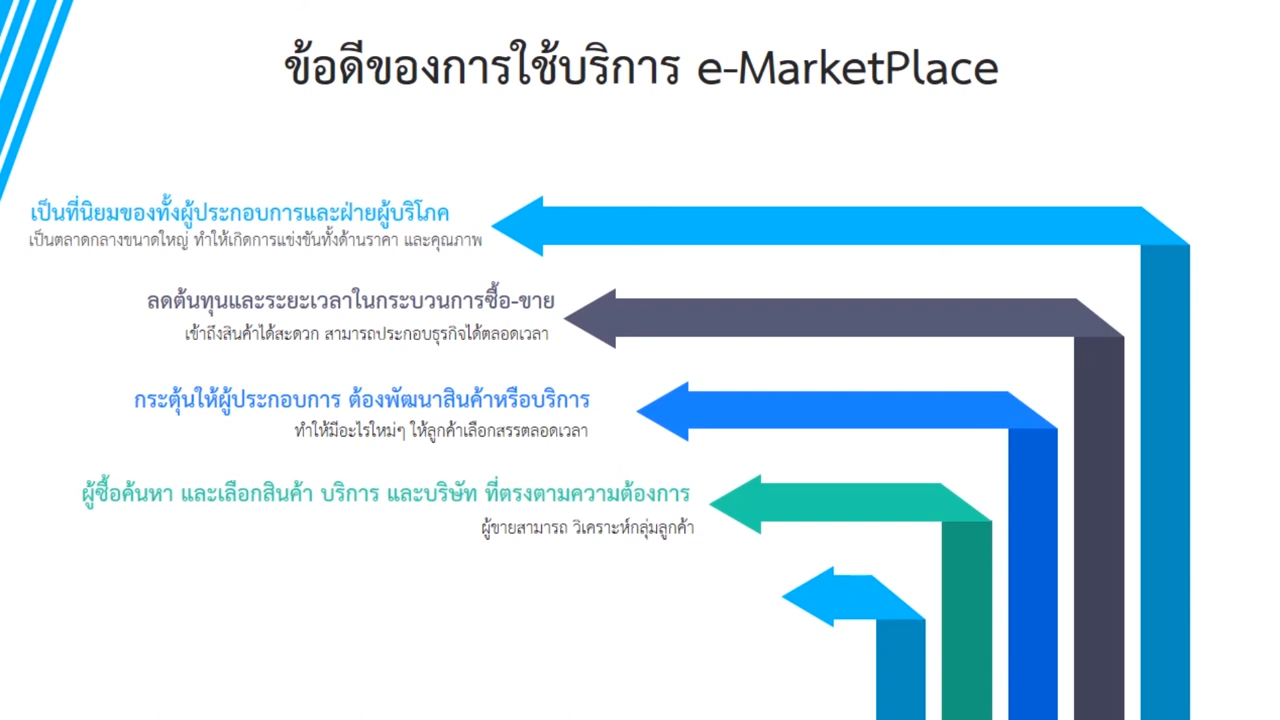 ข้อดีของการใช้บริการ e-MarketPlace
เป็นที่นิยมของทั้งผู้ประกอบการและฝ่ายผู้บริโภค
เป็นตลาดกลางขนาดใหญ่ ทำให้เกิดการแข่งขันทั้งด้านราคา และคุณภาพ
ลดต้นทุนและระยะเวลาในกระบวนการซื้อ-ขาย
เข้าถึงสินค้าได้สะดวก สามารถประกอบธุรกิจได้ตลอดเวลา
กระตุ้นให้ผู้ประกอบการ ต้องพัฒนาสินค้าหรือบริการ
ทำให้มีอะไรใหม่ๆ ให้ลูกค้าเลือกสรรตลอดเวลา
ผู้ซื้อค้นหา และเลือกสินค้า บริการ และบริษัท ที่ตรงตามความต้องการ
ผู้ขายสามารถ วิเคราะห์กลุ่มลูกค้า